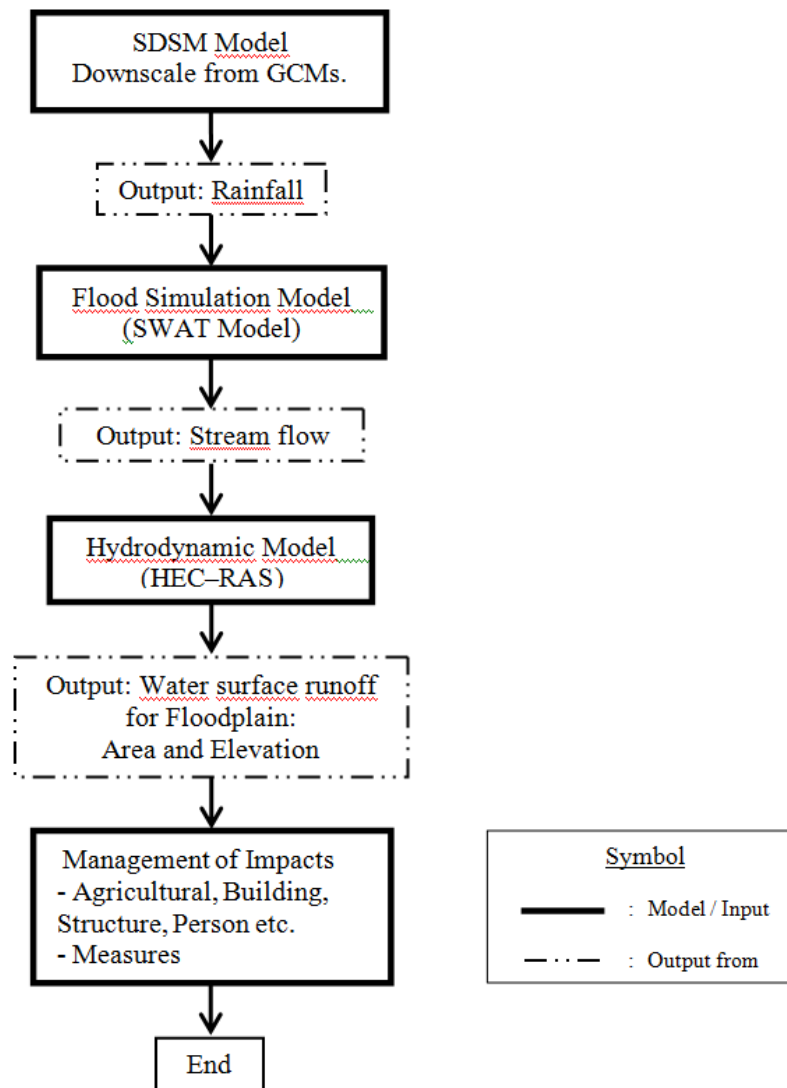 SDSM Model
Downscale from GCMs.
Output: Rainfall
Flood Simulation Model
(SWAT Model)
Output: Stream flow
Hydrodynamic Model
(HEC–RAS)
Output: Water surface runoff
for Floodplain:
Area and Elevation
Management of Impacts
- Agricultural, Building,
Structure, Person etc.
- Measures
End
Symbol
: Model / Input
: Output from